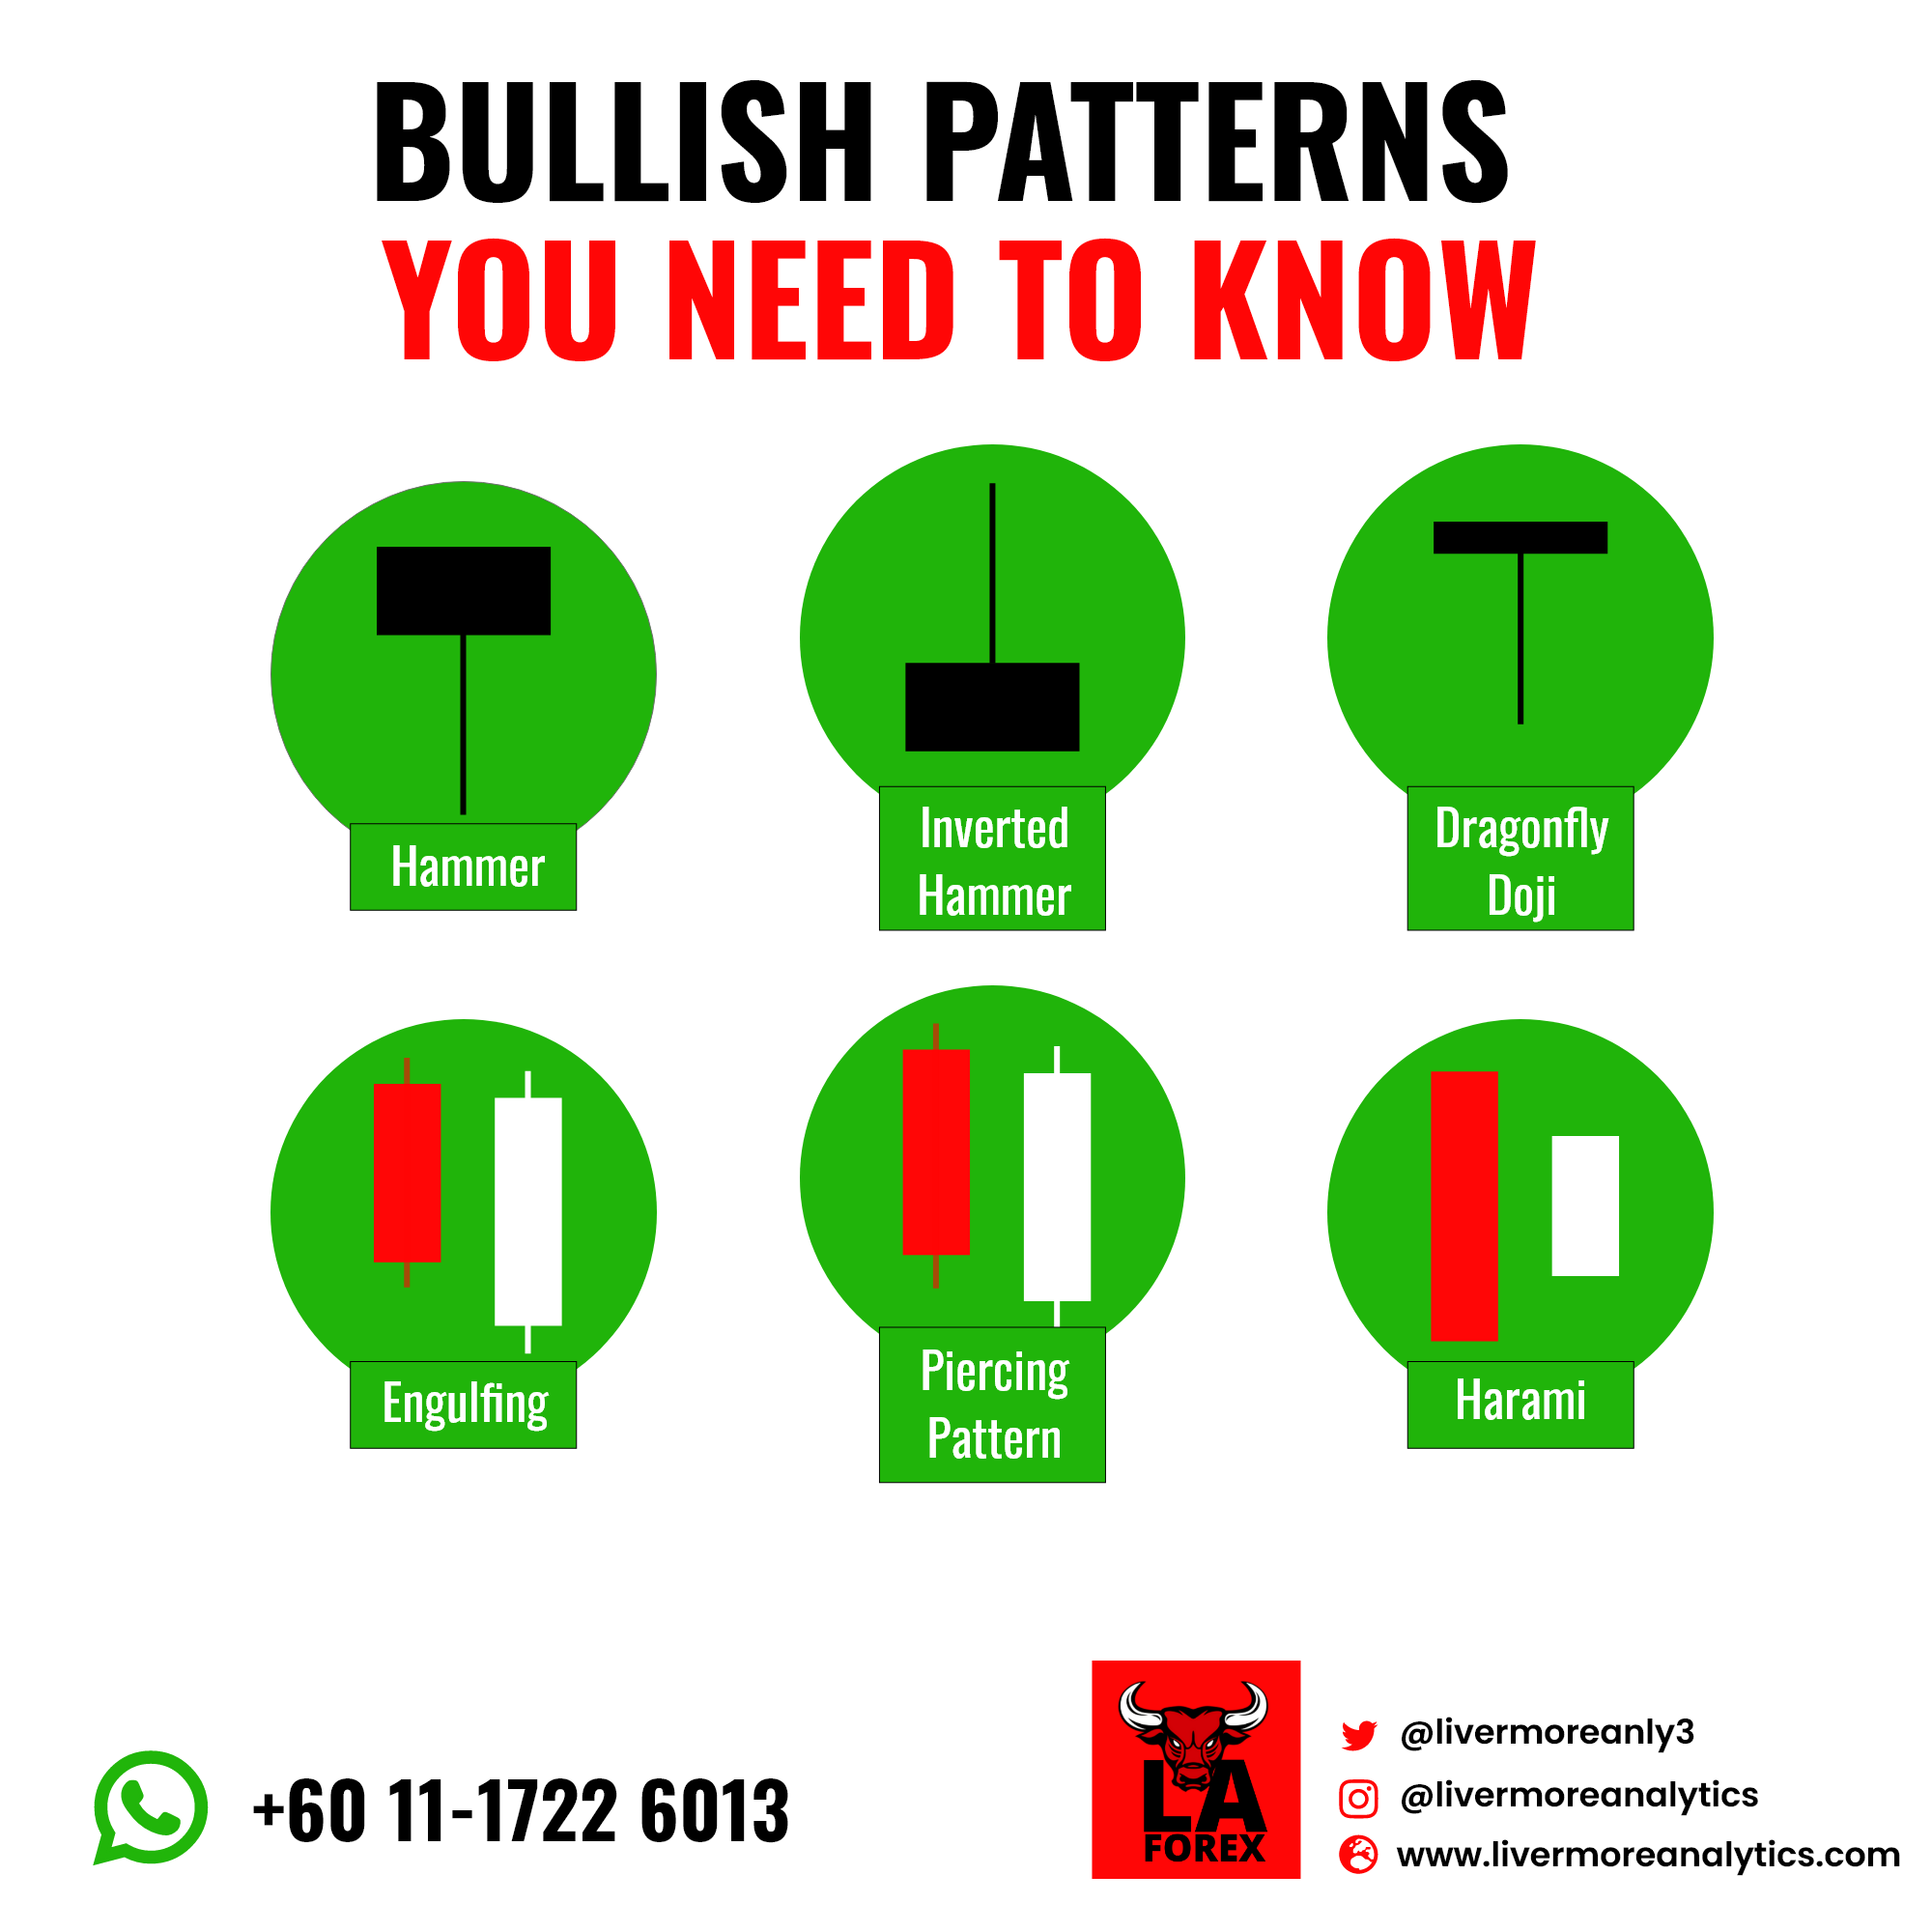 BULLISH PATTERNS
YOU NEED TO KNOW
Hammer
Inverted
Hammer
Dragonfly
Doji
Engulfing
Piercing
Pattern
Harami
+60 11-1722 6013
LA
FOREX
@livermoreanly3
@livermoreanalytics
www.livermoreanalytics.com